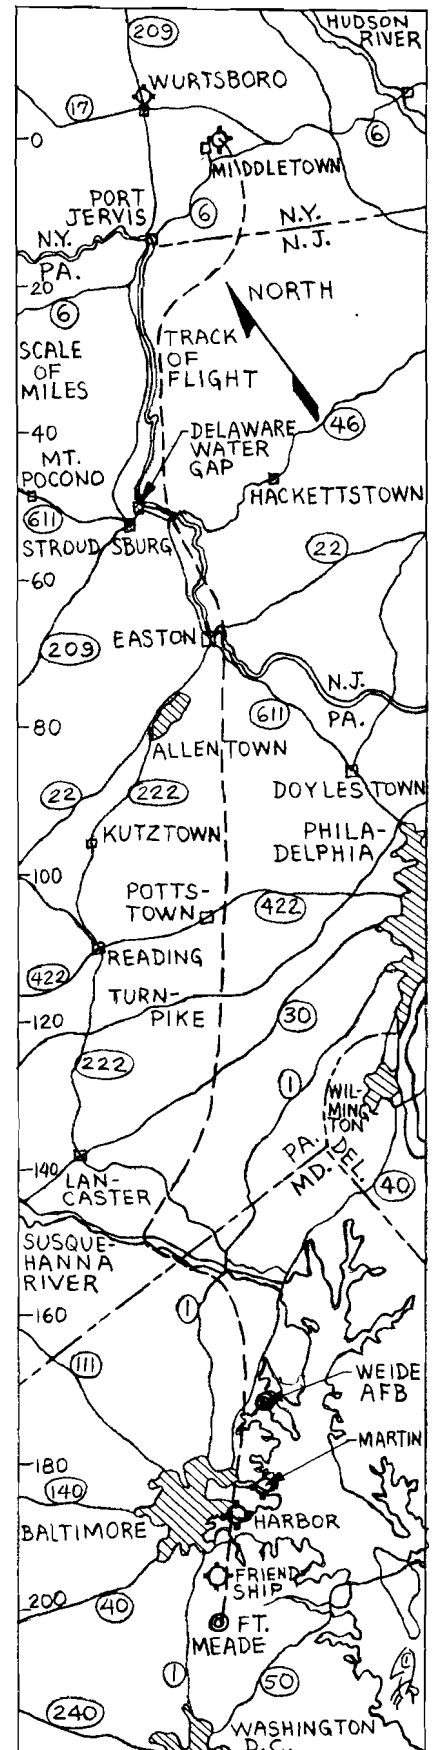 209
HUDSON
RIVER
WURTSBORO
17
6
0
MIDDLETOWN
PORT
JERVIS
6
N.Y.
N.J.
N.Y.
PA.
20
6
NORTH
SCALE
OF
MILES
TRACK
OF
FLIGHT
40
46
DELAWARE
WATER
GAP
MT.
POCONO
HACKETTSTOWN
611
STROUDSBURG
22
60
EASTON
209
N.J.
PA.
611
80
ALLENTOWN
22
222
DOYLESTOWN
KUTZTOWN
PHILA-
DELPHIA
100
POTTS-
TOWN
422
READING
422
TURN-
PIKE
120
30
222
1
WIL-
MING
TON
PA.
DEL.
MD.
140
40
LAN-
CASTER
SUSQUE-
HANNA
RIVER
160
1
111
WEIDE
AFB
MARTIN
180
140
BALTIMORE
HARBOR
FRIEND
SHIP
200
40
FT.
MEADE
1
50
240
WASHINGTON
D.C.